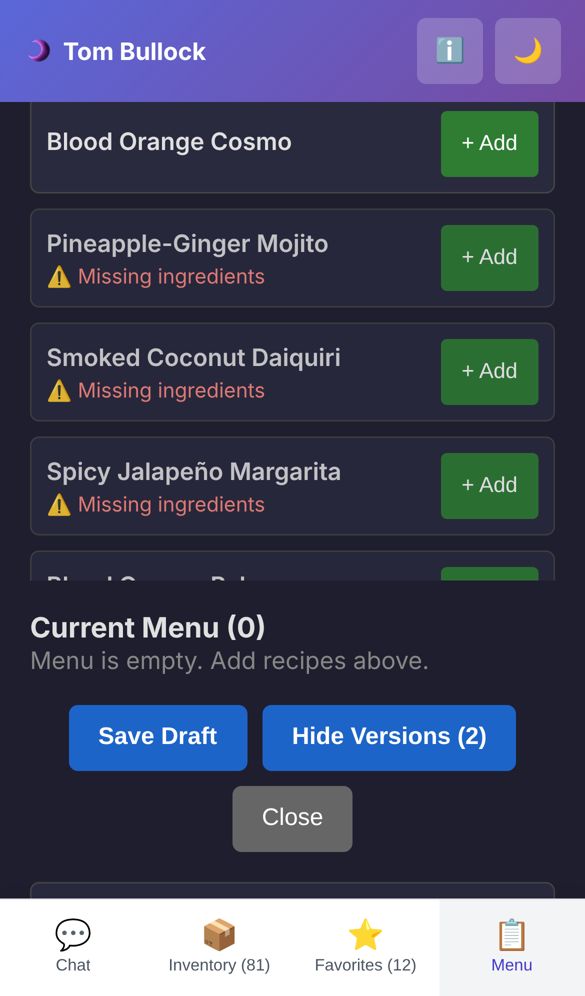 Tom Bullock
Blood Orange Cosmo
+ Add
Pineapple-Ginger Mojito
⚠️ Missing ingredients
+ Add
Smoked Coconut Daiquiri
⚠️ Missing ingredients
+ Add
Spicy Jalapeño Margarita
⚠️ Missing ingredients
+ Add
Current Menu (0)
Menu is empty. Add recipes above.
Save Draft
Hide Versions (2)
Close
Chat
Inventory (81)
Favorites (12)
Menu